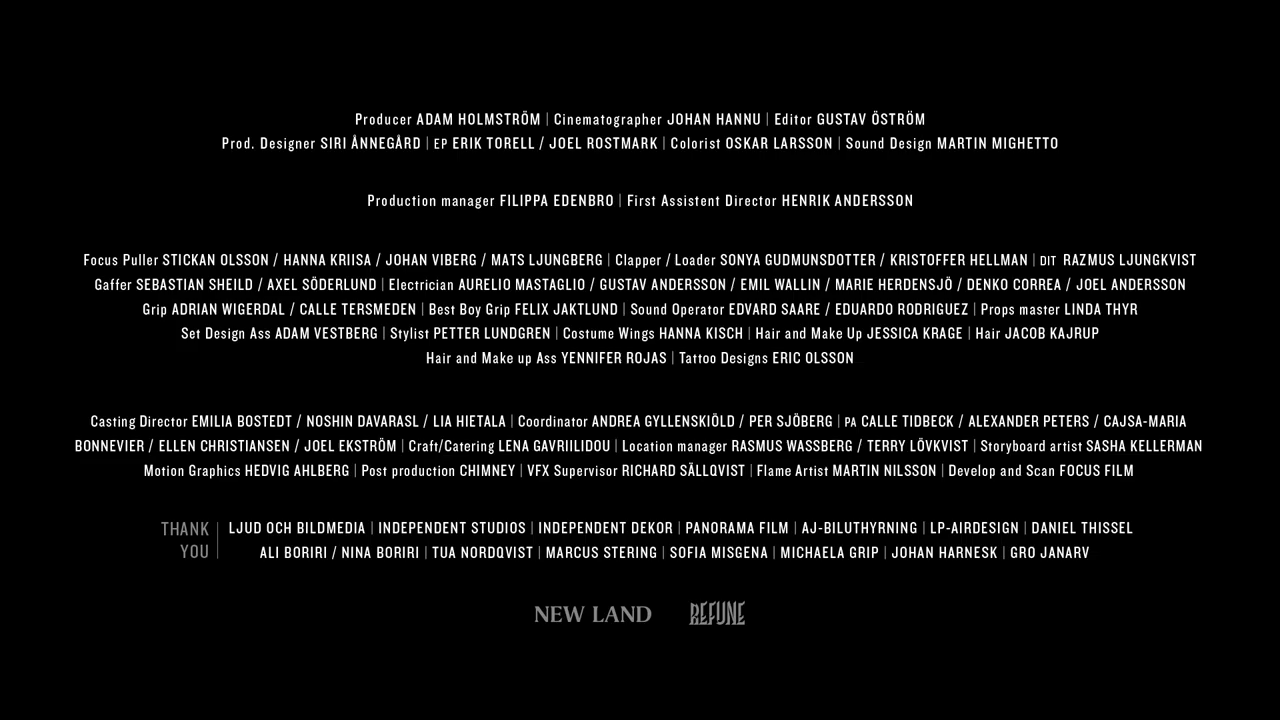 Producer ADAM HOLMSTRÖM | Cinematographer JOHAN HANNU | Editor GUSTAV ÖSTRÖM
Prod. Designer SIRI ÅNNEGÅRD | EP ERIK TORELL / JOEL ROSTMARK | Colorist OSKAR LARSSON | Sound Design MARTIN MIGHETTO
Production manager FILIPPA EDENBRO | First Assistent Director HENRIK ANDERSSON
Focus Puller STICKAN OLSSON / HANNA KRIISA / JOHAN VIBERG / MATS LJUNGBERG | Clapper / Loader SONYA GUDMUNSDOTTER / KRISTOFFER HELLMAN | DIT RAZMUS LJUNGKVIST
Gaffer SEBASTIAN SHEILD / AXEL SÖDERLUND | Electrician AURELIO MASTAGLIO / GUSTAV ANDERSSON / EMIL WALLIN / MARIE HERDENSJÖ / DENKO CORREA / JOEL ANDERSSON
Grip ADRIAN WIGERDAL / CALLE TERSMEDEN | Best Boy Grip FELIX JAKTLUND | Sound Operator EDVARD SAARE / EDUARDO RODRIGUEZ | Props master LINDA THYR
Set Design Ass ADAM VESTBERG | Stylist PETTER LUNDGREN | Costume Wings HANNA KISCH | Hair and Make Up JESSICA KRAGE | Hair JACOB KAJRUP
Hair and Make up Ass YENNIFER ROJAS | Tattoo Designs ERIC OLSSON
Casting Director EMILIA BOSTEDT / NOSHIN DAVARASL / LIA HIETALA | Coordinator ANDREA GYLLENSKIÖLD / PER SJÖBERG | PA CALLE TIDBECK / ALEXANDER PETERS / CAJSA-MARIA
BONNEVIER / ELLEN CHRISTIANSEN / JOEL EKSTRÖM | Craft/Catering LENA GAVRIILIDOU | Location manager RASMUS WASSBERG / TERRY LÖVKVIST | Storyboard artist SASHA KELLERMAN
Motion Graphics HEDVIG AHLBERG | Post production CHIMNEY | VFX Supervisor RICHARD SÄLLQVIST | Flame Artist MARTIN NILSSON | Develop and Scan FOCUS FILM
THANK YOU
LJUD OCH BILDMEDIA | INDEPENDENT STUDIOS | INDEPENDENT DEKOR | PANORAMA FILM | AJ-BILUTHYRNING | LP-AIRDESIGN | DANIEL THISSEL
ALI BORIRI / NINA BORIRI | TUA NORDQVIST | MARCUS STERING | SOFIA MISGENA | MICHAELA GRIP | JOHAN HARNESK | GRO JANARV
NEW LAND REFUNE